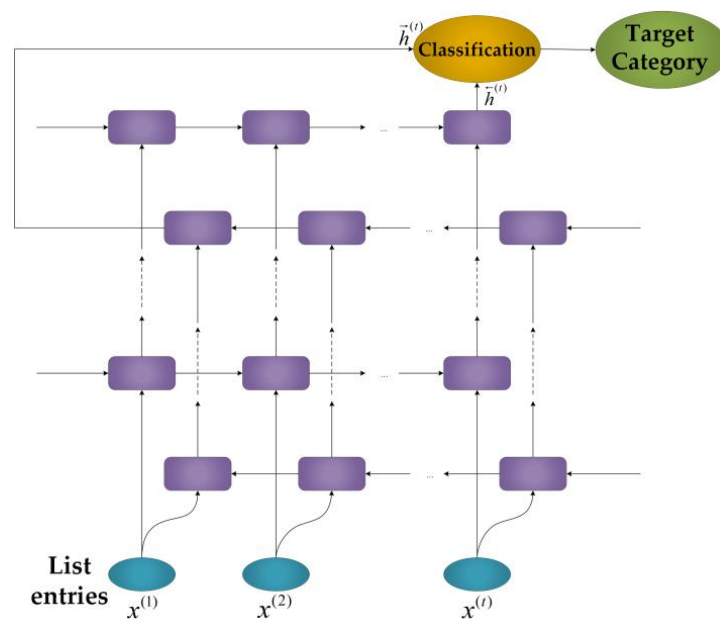 h⃗^(t)
Classification
Target
Category
h⃖^(t)
...
...
...
...
List
entries
x^(1)
x^(2)
x^(t)